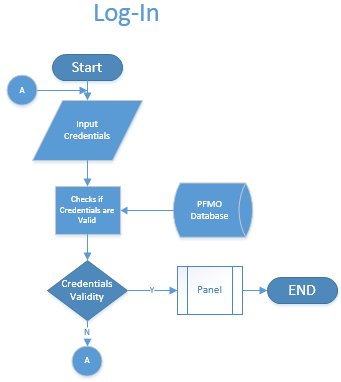 Log-In
Start
A
Input
Credentials
Checks if
Credentials are
Valid
PFMO
Database
Credentials
Validity
Y
Panel
END
N
A